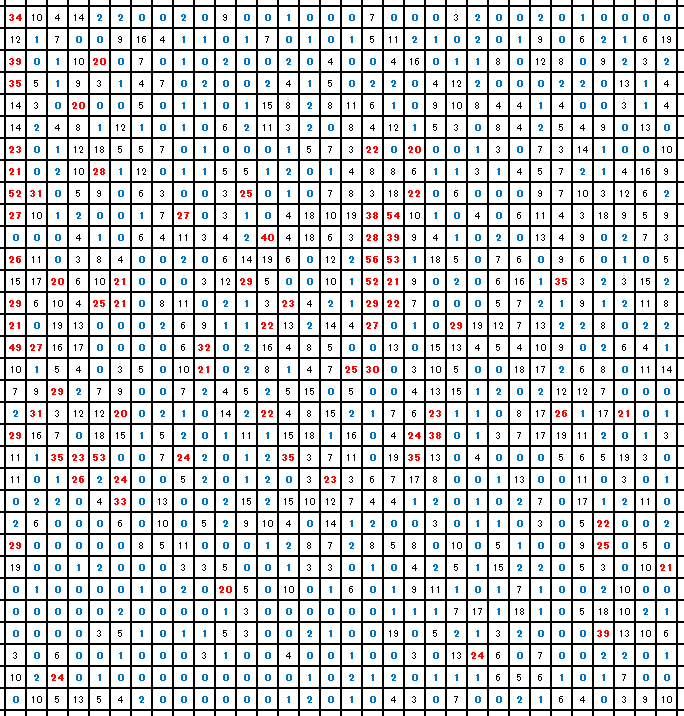 34 10 4 14 2 2 0 0 2 0 9 0 0 1 0 0 0 7 0 0 0 3 2 0 0 2 0 1 0 0 0 0
12 1 7 0 0 9 16 4 1 1 0 1 7 0 1 0 1 5 11 2 1 0 2 0 1 9 0 6 2 1 6 19
39 0 1 10 20 0 7 0 1 0 2 0 0 2 0 4 0 0 4 16 0 1 1 8 0 12 8 0 9 2 3 2
35 5 1 9 3 1 4 7 0 2 0 0 2 4 1 5 0 2 2 0 4 12 2 0 0 0 2 2 0 13 1 4
14 3 0 20 0 0 5 0 1 1 0 1 15 8 2 8 11 6 1 0 9 10 8 4 4 1 4 0 0 3 1 4
14 2 4 8 1 12 1 0 1 0 6 2 11 3 2 0 8 4 12 1 5 3 0 8 4 2 5 4 9 0 13 0
23 0 1 12 18 5 5 7 0 1 0 0 0 1 5 7 3 22 0 20 0 0 1 3 0 7 3 14 1 0 0 10
21 0 2 10 28 1 12 0 1 1 5 5 1 2 0 1 4 8 8 6 1 1 3 1 4 5 7 2 1 4 16 9
52 31 0 5 9 0 6 3 0 0 3 25 0 1 0 7 8 3 18 22 0 6 0 0 0 9 7 10 3 12 6 2
27 10 1 2 0 0 1 7 27 0 3 1 0 4 18 10 19 38 54 10 1 0 4 0 6 11 4 3 18 9 5 9
0 0 0 4 1 0 6 4 11 3 4 2 40 4 18 6 3 28 39 9 4 1 0 2 0 13 4 9 0 2 7 3
26 11 0 3 8 4 0 0 2 0 6 14 19 6 0 12 2 56 53 1 18 5 0 7 6 0 9 6 0 1 0 5
15 17 20 6 10 21 0 0 0 3 12 29 5 0 0 10 1 52 21 9 0 2 0 6 16 1 35 3 2 3 15 2
29 6 10 4 25 21 0 8 11 0 2 1 3 23 4 2 1 29 22 7 0 0 0 5 7 2 1 9 1 2 11 8
21 0 19 13 0 0 0 2 6 9 1 1 22 13 2 14 4 27 0 1 0 29 19 12 7 13 2 2 8 0 2 2
49 27 16 17 0 0 0 0 6 32 0 2 16 4 8 5 0 0 13 0 15 13 4 5 4 10 9 0 2 6 4 1
10 1 5 4 0 3 5 0 10 21 0 2 8 1 4 7 25 30 0 3 10 5 0 0 18 17 2 6 8 0 11 14
7 9 29 2 7 9 0 0 7 2 4 5 2 5 15 0 5 0 0 4 13 15 1 2 0 2 12 12 7 0 0 0
2 31 3 12 12 20 0 2 1 0 14 2 22 4 8 15 2 1 7 6 23 1 1 0 8 17 26 1 17 21 0 1
29 16 7 0 18 15 1 5 2 0 1 11 1 15 18 1 16 0 4 24 38 0 1 3 7 17 19 11 2 0 1 3
11 1 35 23 53 0 0 7 24 2 0 1 2 35 3 7 11 0 19 35 13 0 4 0 0 0 5 6 5 19 3 0
11 0 1 26 2 24 0 0 5 2 0 1 2 0 3 23 3 6 7 17 8 0 0 1 13 0 0 11 0 3 0 1
0 2 2 0 4 33 0 13 0 0 2 15 2 15 10 12 7 4 4 1 2 0 1 0 2 7 0 17 1 2 11 0
2 6 0 0 0 6 0 10 0 5 2 9 10 4 0 14 1 2 0 0 3 0 1 1 0 3 0 5 22 0 0 2
29 0 0 0 0 0 8 5 11 0 0 0 1 2 8 7 2 8 5 8 0 10 0 5 1 0 0 9 25 0 5 0
19 0 0 1 2 0 0 0 3 3 5 0 0 1 3 3 0 1 0 4 2 5 1 15 2 2 0 5 3 0 10 21
0 1 0 0 0 0 1 0 2 0 20 5 0 10 0 1 6 0 1 9 11 1 0 1 7 1 0 0 2 10 0 0
0 0 0 0 0 2 0 0 0 0 1 3 0 0 0 0 0 0 1 1 1 7 17 1 18 1 0 5 18 10 2 1
0 0 0 0 3 5 1 0 1 1 5 3 0 0 2 1 0 0 19 0 5 2 1 3 2 0 0 0 39 13 10 6
3 0 6 0 0 1 0 0 0 3 1 0 0 4 0 0 1 0 0 3 0 13 24 6 0 7 0 0 2 2 0 1
10 2 24 0 1 0 0 1 0 0 0 0 0 0 1 0 0 2 0 2 1 1 1 6 5 6 1 0 1 7 0 0
0 10 5 13 5 4 2 0 0 0 0 0 0 1 2 0 1 0 4 3 0 7 0 0 2 1 6 4 0 3 9 10